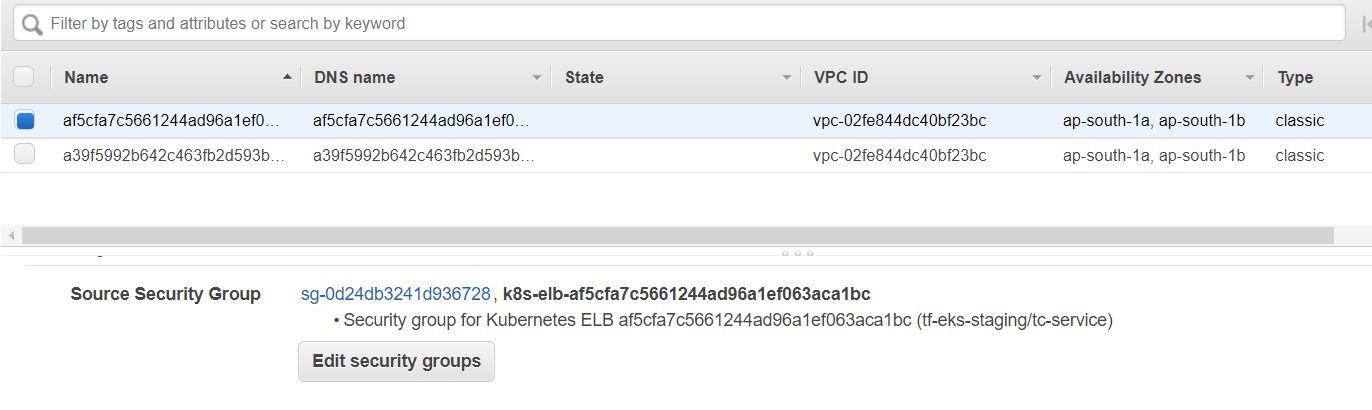 Filter by tags and attributes or search by keyword
Name DNS name State VPC ID Availability Zones Type
af5cfa7c5661244ad96a1ef0... af5cfa7c5661244ad96a1ef0... vpc-02fe844dc40bf23bc ap-south-1a, ap-south-1b classic
a39f5992b642c463fb2d593b... a39f5992b642c463fb2d593b... vpc-02fe844dc40bf23bc ap-south-1a, ap-south-1b classic
Source Security Group sg-0d24db3241d936728, k8s-elb-af5cfa7c5661244ad96a1ef063aca1bc
• Security group for Kubernetes ELB af5cfa7c5661244ad96a1ef063aca1bc (tf-eks-staging/tc-service)
Edit security groups